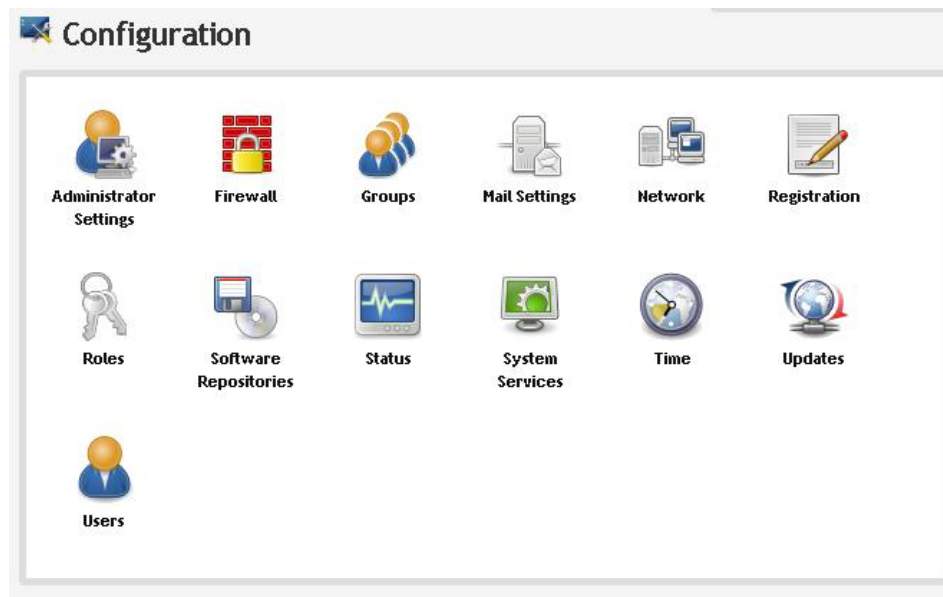 Configuration
Administrator
Settings
Firewall
Groups
Mail Settings
Network
Registration
Roles
Software
Repositories
Status
System
Services
Time
Updates
Users